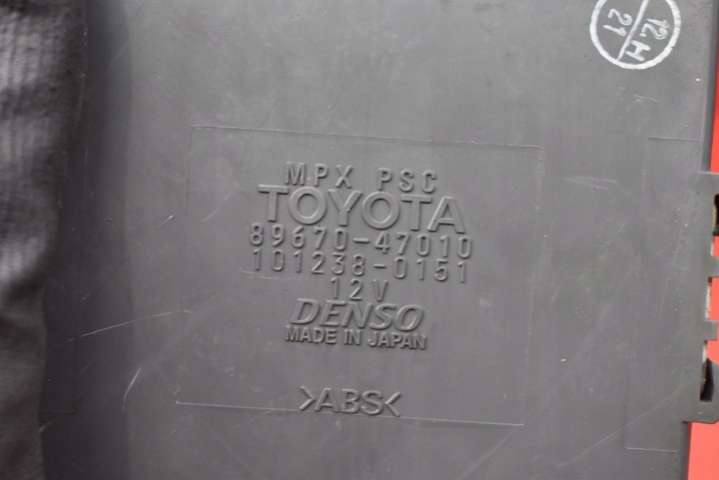 12H
21
MPX PSC
TOYOTA
89670-47010
101238-0151
12V
DENSO
MADE IN JAPAN
>ABS<